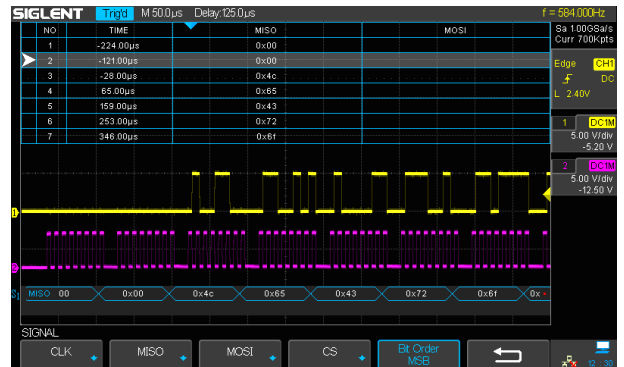 SIGLENT Trig'd M 50.0µs Delay:125.0µs f = 584.000Hz
Sa 1.00GSa/s
Curr 700Kpts
NO TIME MISO MOSI
1 -224.00µs 0x00
2 -121.00µs 0x00
3 -28.00µs 0x4c
4 65.00µs 0x65
5 159.00µs 0x43
6 253.00µs 0x72
7 346.00µs 0x6f
Edge CH1
DC
L 2.40V
1 DC1M
5.00 V/div
-5.20 V
2 DC1M
5.00 V/div
-12.50 V
1
2
S1 MISO 00 0x00 0x4c 0x65 0x43 0x72 0x6f 0x
SIGNAL
CLK MISO MOSI CS Bit Order
MSB
12:30